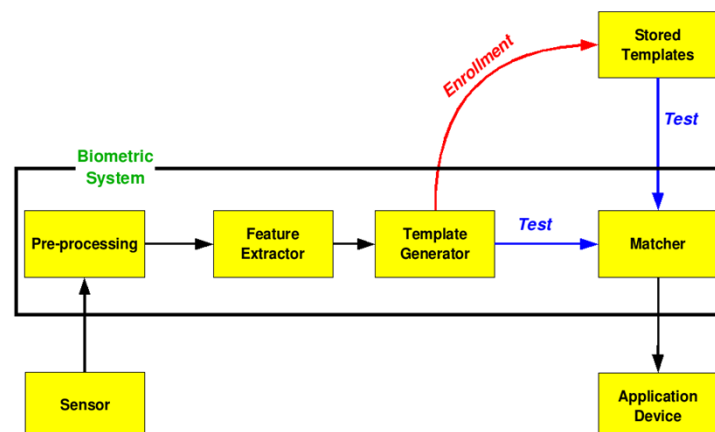 Stored
Templates
Enrollment
Test
Biometric
System
Pre-processing
Feature
Extractor
Template
Generator
Test
Matcher
Sensor
Application
Device